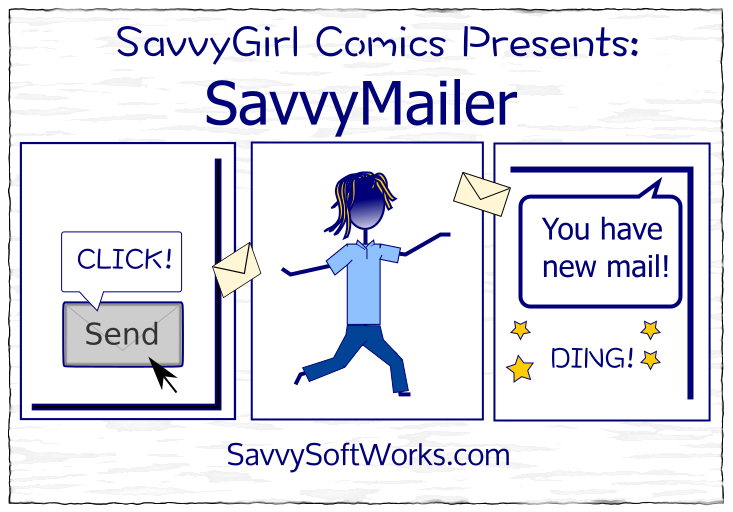 SavvyGirl Comics Presents:
SavvyMailer
CLICK!
Send
You have
new mail!
DING!
SavvySoftWorks.com